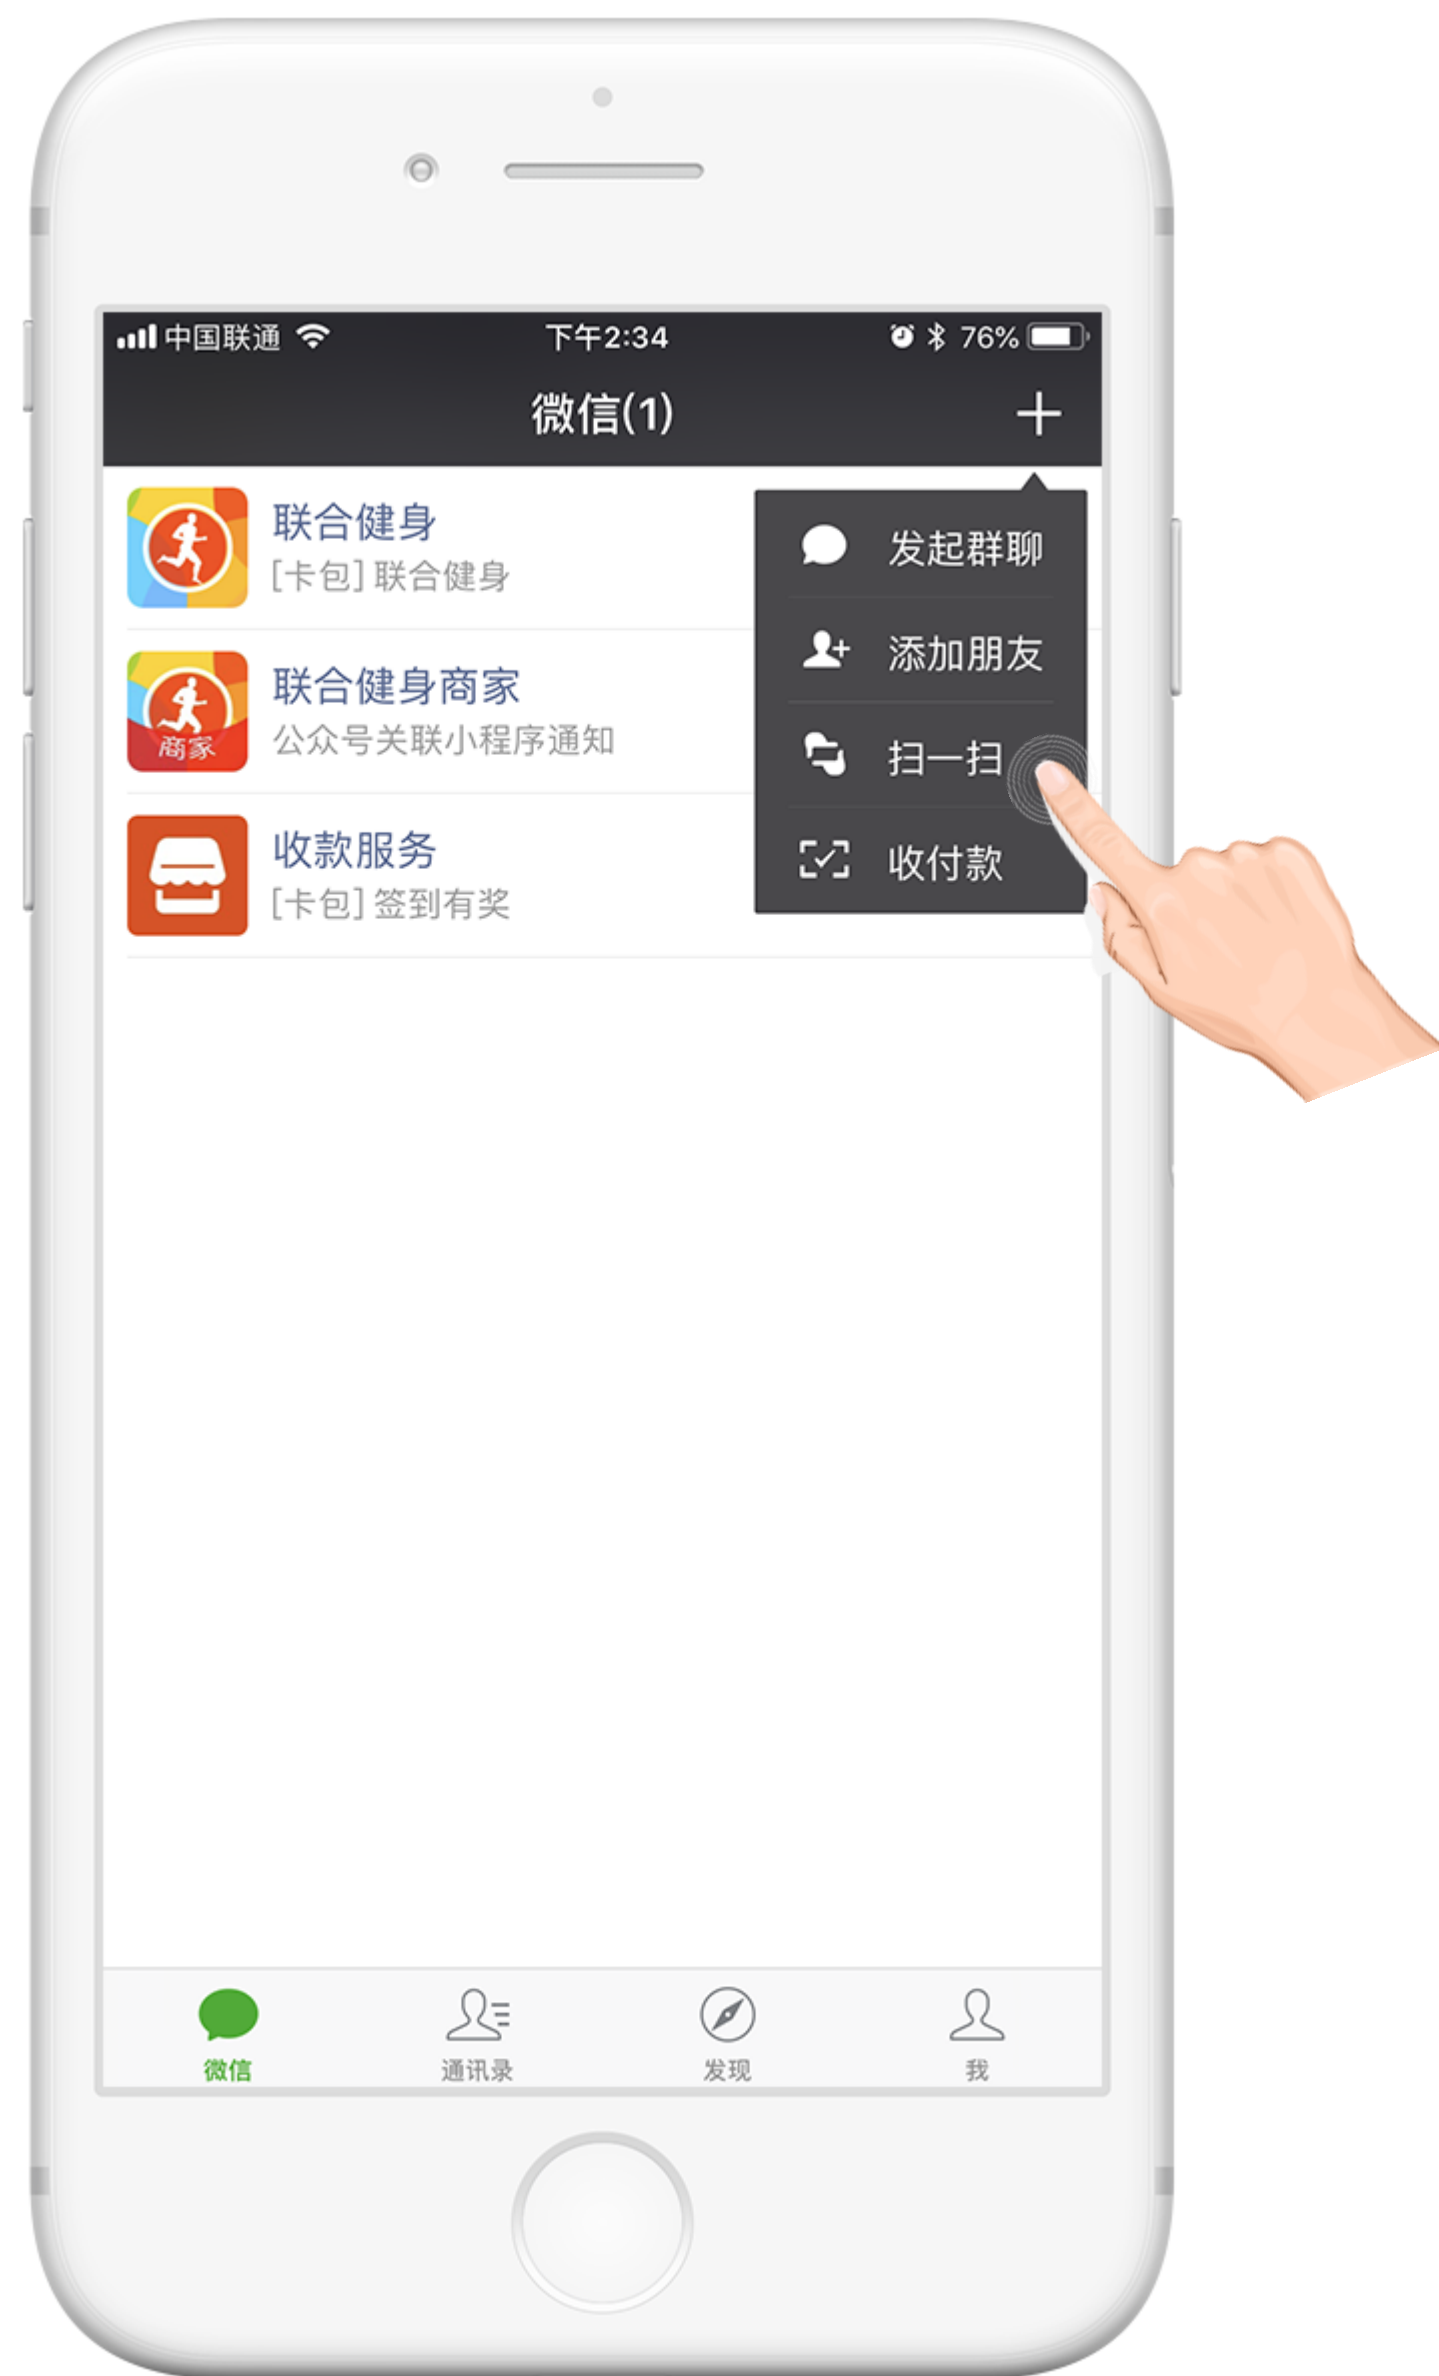 中国联通 下午2:34 76%
微信(1)
联合健身
[卡包] 联合健身
联合健身商家
公众号关联小程序通知
商家
收款服务
[卡包] 签到有奖
发起群聊
添加朋友
扫一扫
收付款
微信 通讯录 发现 我